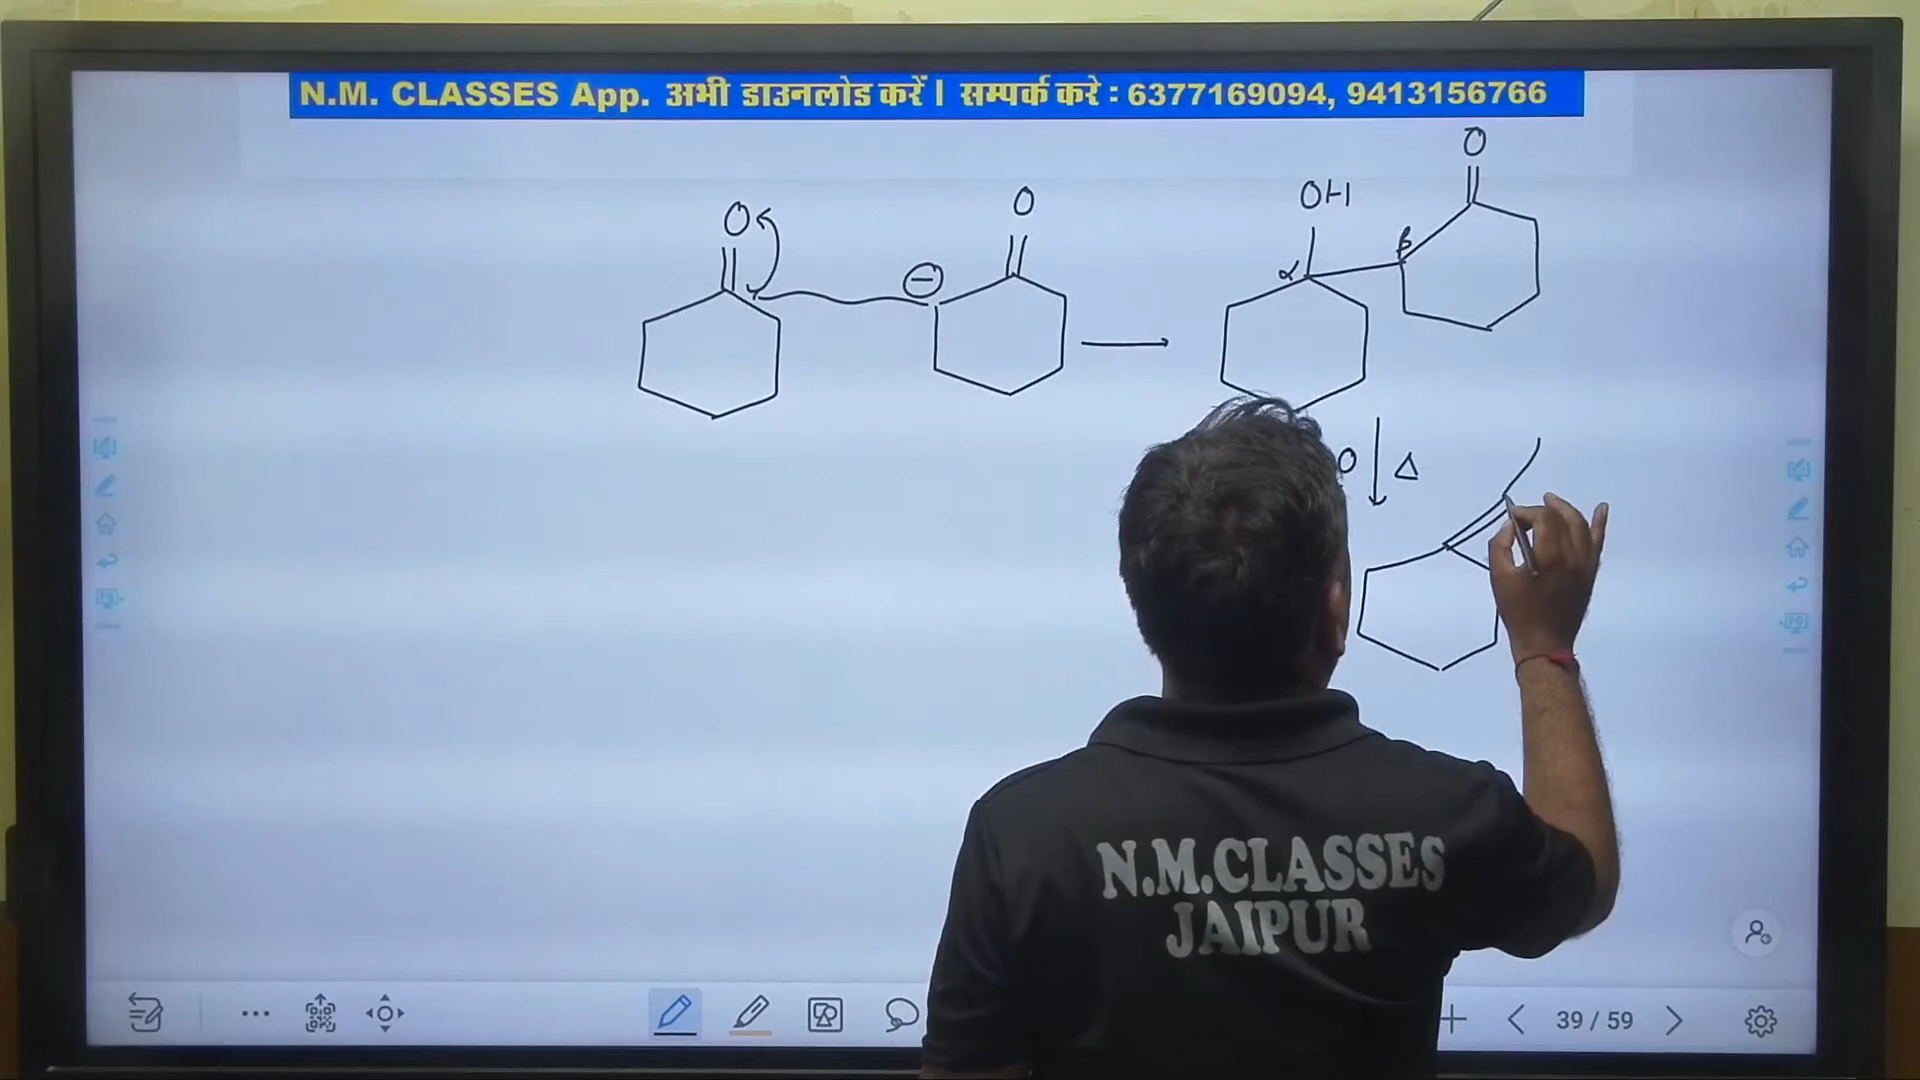 N.M. CLASSES App. अभी डाउनलोड करें। सम्पर्क करे : 6377169094, 9413156766
O
O
O
OH
β
α
⊖
O Δ
N.M.CLASSES
JAIPUR
39 / 59